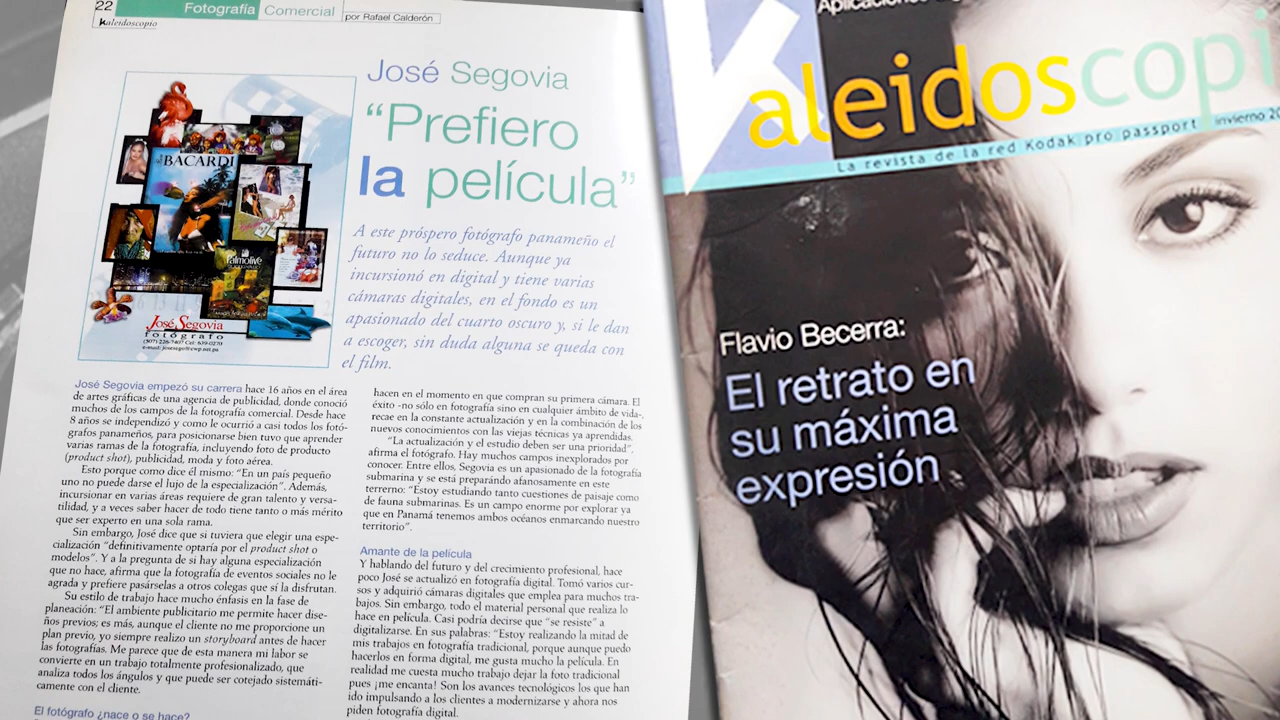 22
Kaleidoscopio
Fotografía Comercial
por Rafael Calderón
José Segovia
“Prefiero
la película”
A este próspero fotógrafo panameño el
futuro no lo seduce. Aunque ya
incursionó en digital y tiene varias
cámaras digitales, en el fondo es un
apasionado del cuarto oscuro y, si le dan
a escoger, sin duda alguna se queda con
el film.
BACARDI
Palmolive
José Segovia
fotógrafo
José Segovia empezó su carrera hace 16 años en el área
de artes gráficas de una agencia de publicidad, donde conoció
muchos de los campos de la fotografía comercial. Desde hace
8 años se independizó y como le ocurrió a casi todos los fotó-
grafos panameños, para posicionarse bien tuvo que aprender
varias ramas de la fotografía, incluyendo foto de producto
(product shot), publicidad, moda y foto aérea.
Esto porque como dice él mismo: “En un país pequeño
uno no puede darse el lujo de la especialización”. Además,
incursionar en varias áreas requiere de gran talento y versa-
tilidad, y a veces saber hacer de todo tiene tanto o más mérito
que ser experto en una sola rama.
Sin embargo, José dice que si tuviera que elegir una espe-
cialización “definitivamente optaría por el product shot o
modelos”. Y a la pregunta de si hay alguna especialización
que no hace, afirma que la fotografía de eventos sociales no le
agrada y prefiere pasárselas a otros colegas que sí la disfrutan.
Su estilo de trabajo hace mucho énfasis en la fase de
planeación: “El ambiente publicitario me permite hacer dise-
ños previos; es más, aunque el cliente no me proporcione un
plan previo, yo siempre realizo un storyboard antes de hacer
las fotografías. Me parece que de esta manera mi labor se
convierte en un trabajo totalmente profesionalizado, que
analiza todos los ángulos y que puede ser cotejado sistemáti-
camente con el cliente.
El fotógrafo ¿nace o se hace?
hacen en el momento en que compran su primera cámara. El
éxito -no sólo en fotografía sino en cualquier ámbito de vida-,
recae en la constante actualización y en la combinación de los
nuevos conocimientos con las viejas técnicas ya aprendidas.
“La actualización y el estudio deben ser una prioridad”,
afirma el fotógrafo. Hay muchos campos inexplorados por
conocer. Entre ellos, Segovia es un apasionado de la fotografía
submarina y se está preparándo afanosamente en este
terrerno: “Estoy estudiando tanto cuestiones de paisaje como
de fauna submarinas. Es un campo enorme por explorar ya
que en Panamá tenemos ambos océanos enmarcando nuestro
territorio”.
Amante de la película
Y hablando del futuro y del crecimiento profesional, hace
poco José se actualizó en fotografía digital. Tomó varios cur-
sos y adquirió cámaras digitales que emplea para muchos tra-
bajos. Sin embargo, todo el material personal que realiza lo
hace en película. Casi podría decirse que “se resiste” a
digitalizarse. En sus palabras: “Estoy realizando la mitad de
mis trabajos en fotografía tradicional, porque aunque puedo
hacerlos en forma digital, me gusta mucho la película. En
realidad me cuesta mucho trabajo dejar la foto tradicional
pues ¡me encanta! Son los avances tecnológicos los que han
ido impulsando a los clientes a modernizarse y ahora nos
piden fotografía digital.
Aplicaciones
Kaleidoscopi
La revista de la red Kodak pro passport
invierno 20
Flavio Becerra:
El retrato en
su máxima
expresión